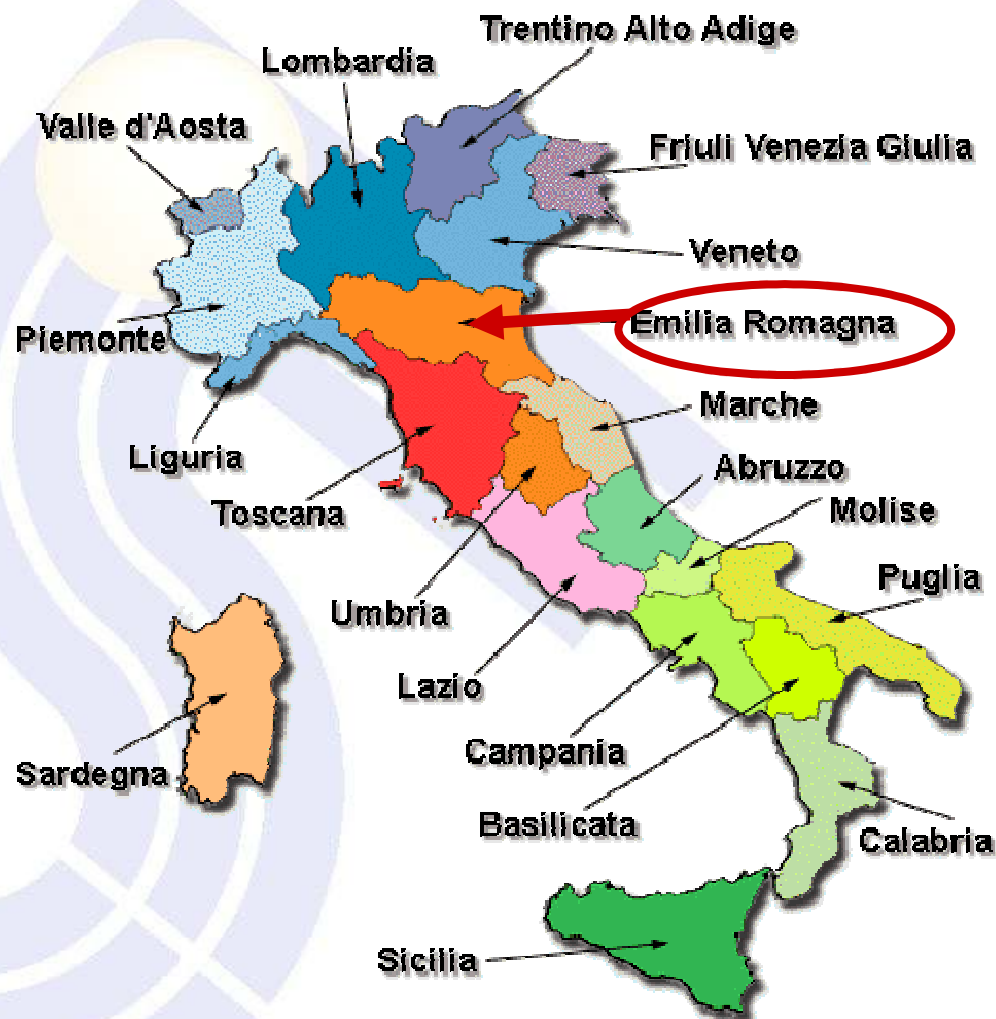 Trentino Alto Adige
Lombardia
Valle d'Aosta
Friuli Venezia Giulia
Veneto
Piemonte
Emilia Romagna
Marche
Liguria
Abruzzo
Toscana
Molise
Puglia
Umbria
Lazio
Campania
Sardegna
Basilicata
Calabria
Sicilia